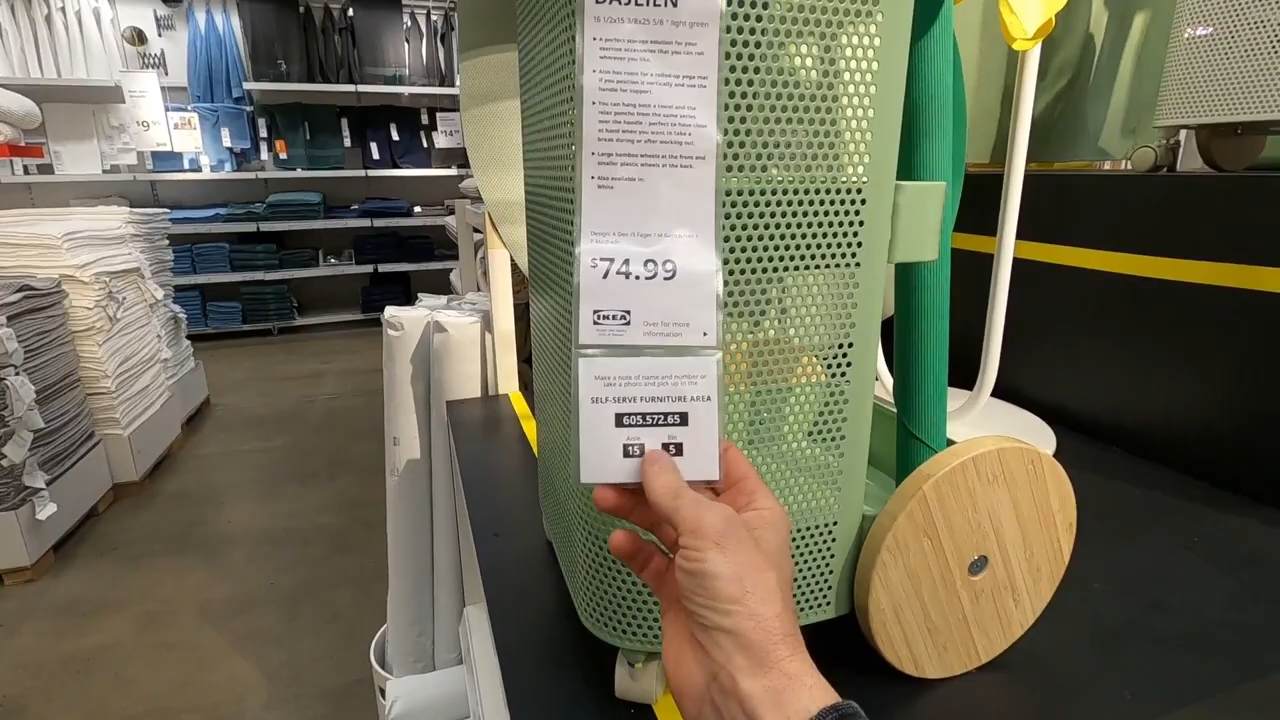 DAJLIEN
16 1/2x15 3/8x25 5/8 " light green
▸ A perfect storage solution for your
exercise accessories that you can roll
wherever you like.
▸ Also has room for a rolled-up yoga mat
if you position it vertically and use the
handle for support.
▸ You can hang both a towel and the
relax poncho from the same series
over the handle - perfect to have close
at hand when you want to take a
break during or after working out.
▸ Large bamboo wheels at the front and
smaller plastic wheels at the back.
▸ Also available in:
White
$74.99
IKEA
Over for more
information ▸
Make a note of name and number or
take a photo and pick up in the
SELF-SERVE FURNITURE AREA
605.572.65
Aisle Bin
15 5
$9
$14